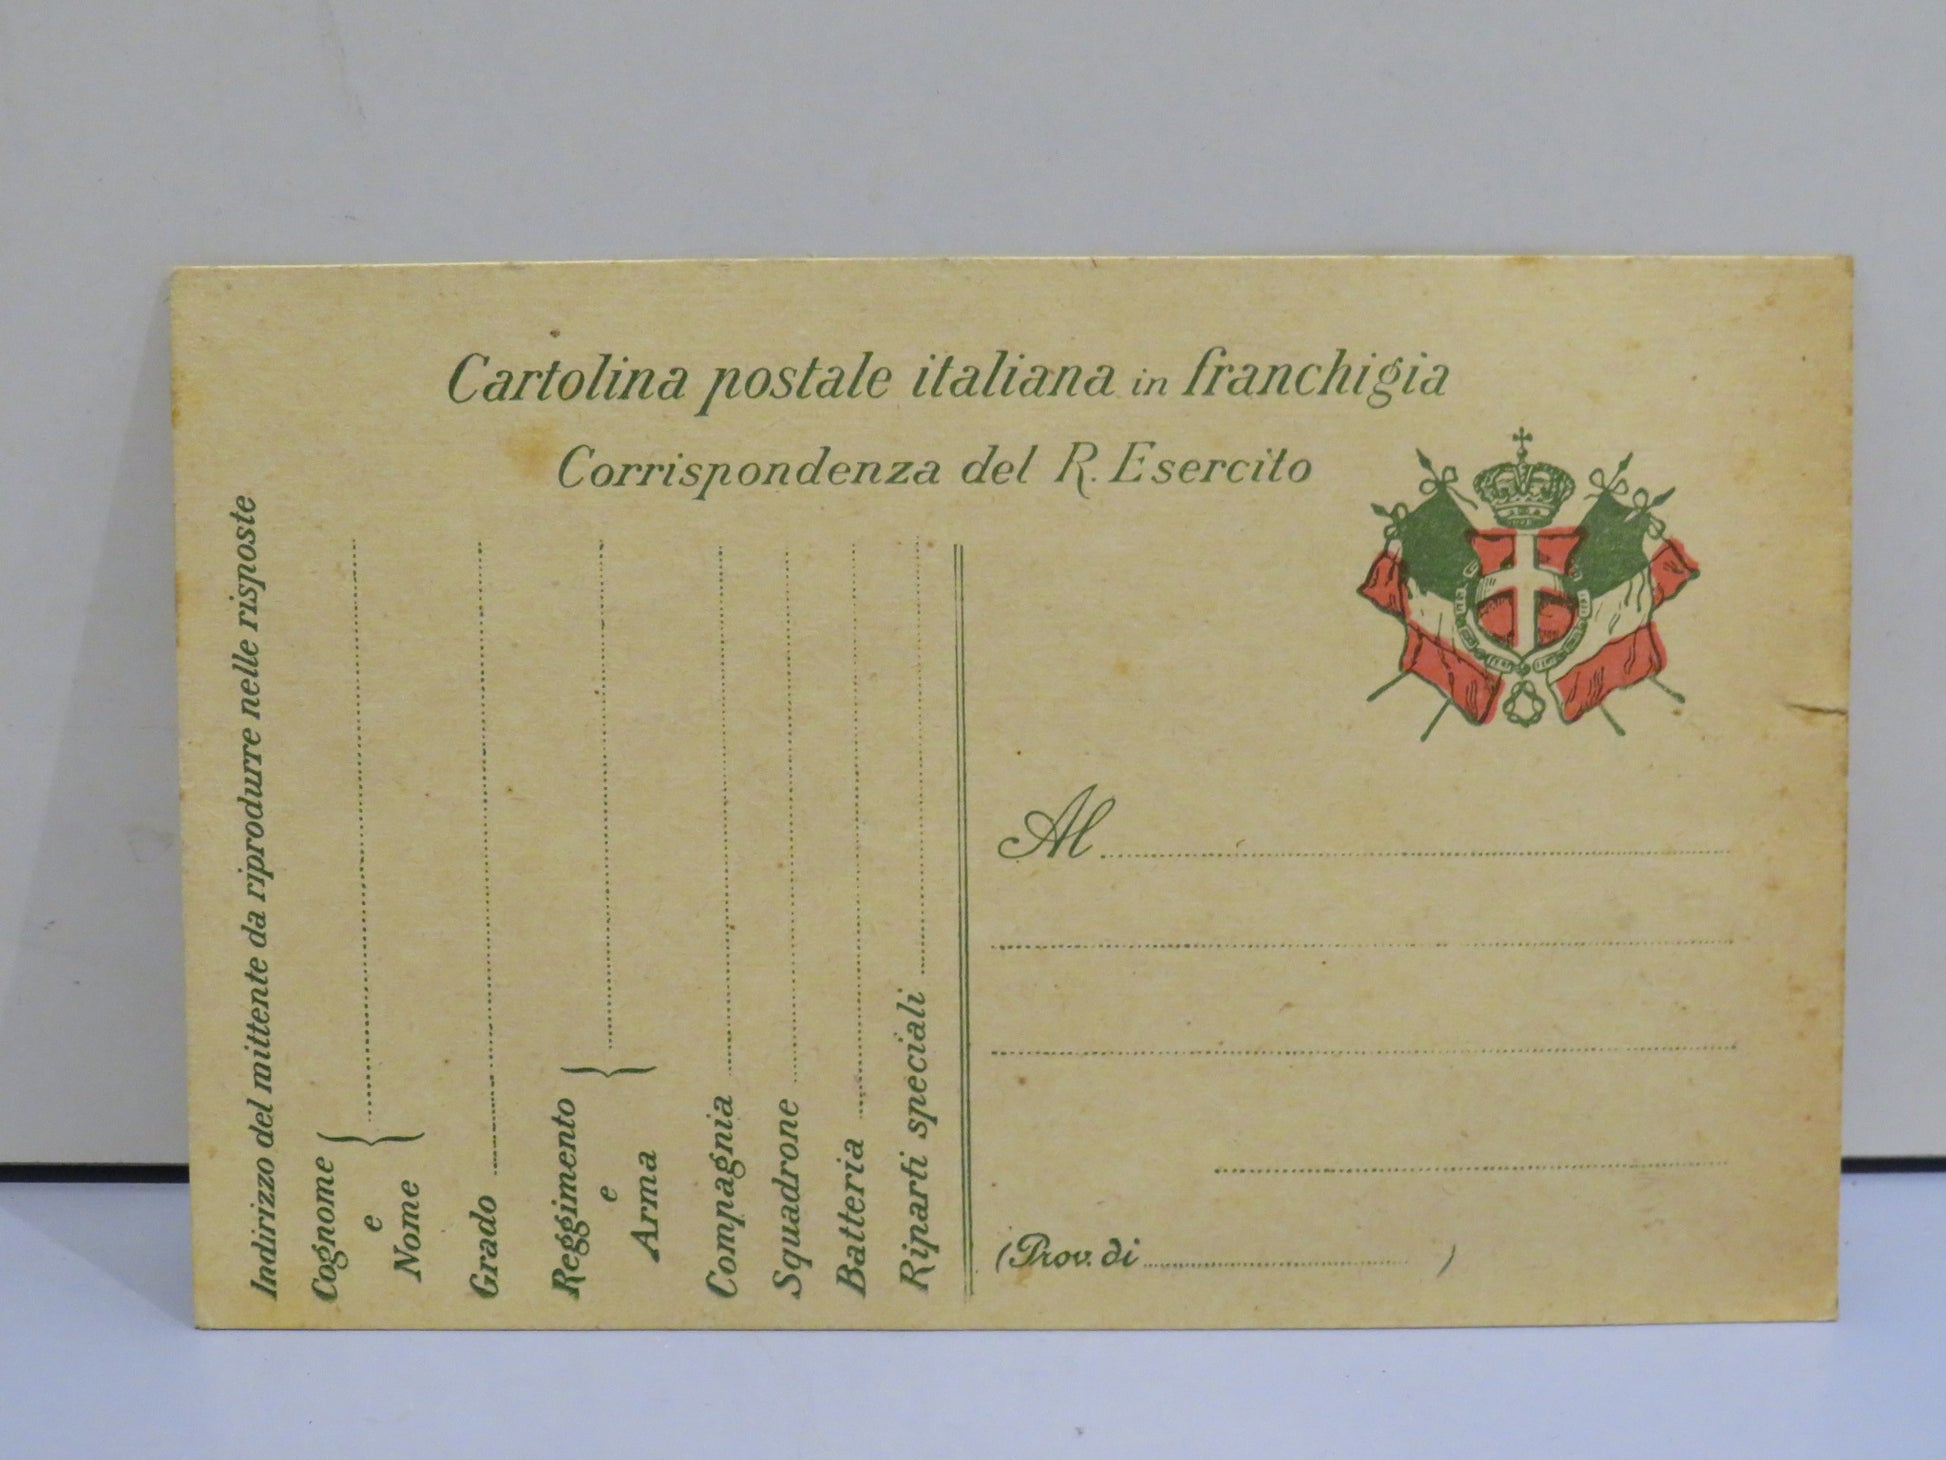 Cartolina postale italiana in franchigia
Corrispondenza del R. Esercito
Indirizzo del mittente da riprodurre nelle risposte
Cognome
e
Nome
Grado
Reggimento
e
Arma
Compagnia
Squadrone
Batteria
Riparti speciali
Al
(Prov. di )